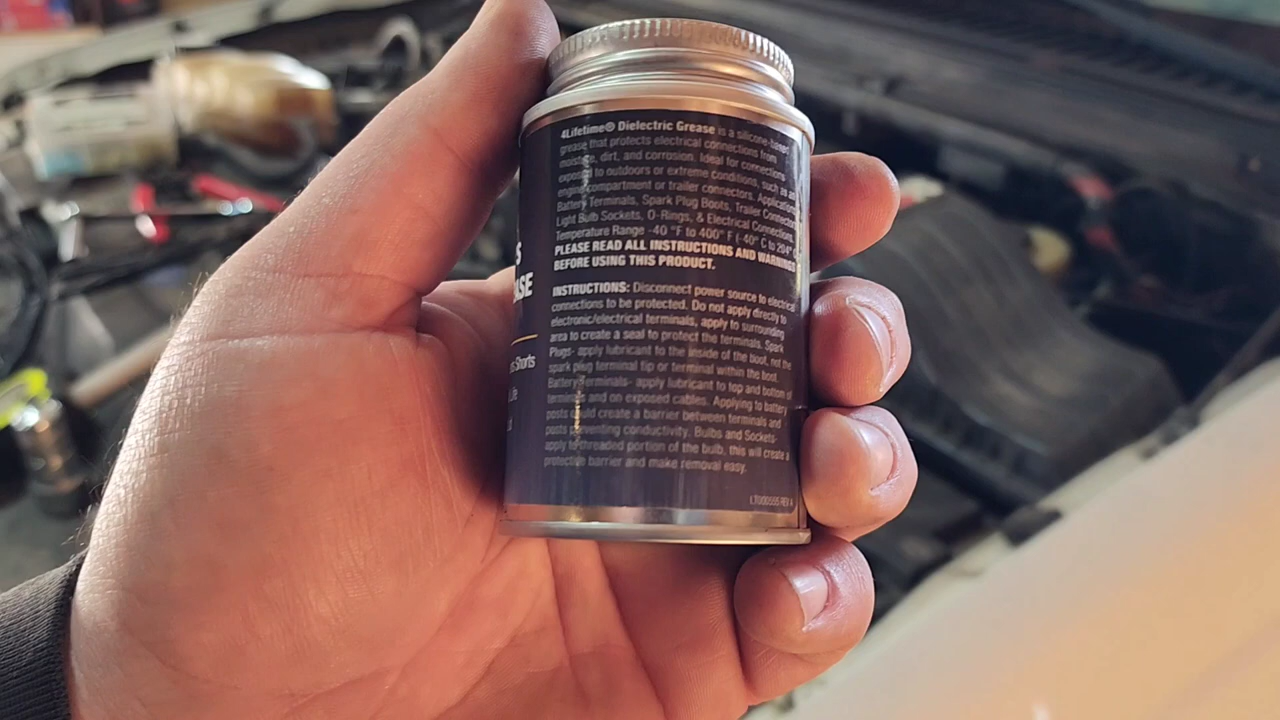 4Lifetime® Dielectric Grease is a silicone-based
grease that protects electrical connections from
moisture, dirt, and corrosion. Ideal for connections
exposed to outdoors or extreme conditions, such as an
engine compartment or trailer connectors. Applications:
Battery Terminals, Spark Plug Boots, Trailer Connectors,
Light Bulb Sockets, O-Rings, & Electrical Connections.
Temperature Range -40 °F to 400° F (-40° C to 204° C)
PLEASE READ ALL INSTRUCTIONS AND WARNINGS
BEFORE USING THIS PRODUCT.
INSTRUCTIONS: Disconnect power source to electrical
connections to be protected. Do not apply directly to
electronic/electrical terminals, apply to surrounding
area to create a seal to protect the terminals. Spark
Plugs- apply lubricant to the inside of the boot, not the
spark plug terminal tip or terminal within the boot.
Battery Terminals- apply lubricant to top and bottom of
terminals and on exposed cables. Applying to battery
posts could create a barrier between terminals and
posts preventing conductivity. Bulbs and Sockets-
apply to threaded portion of the bulb, this will create a
protective barrier and make removal easy.
Shorts
Life